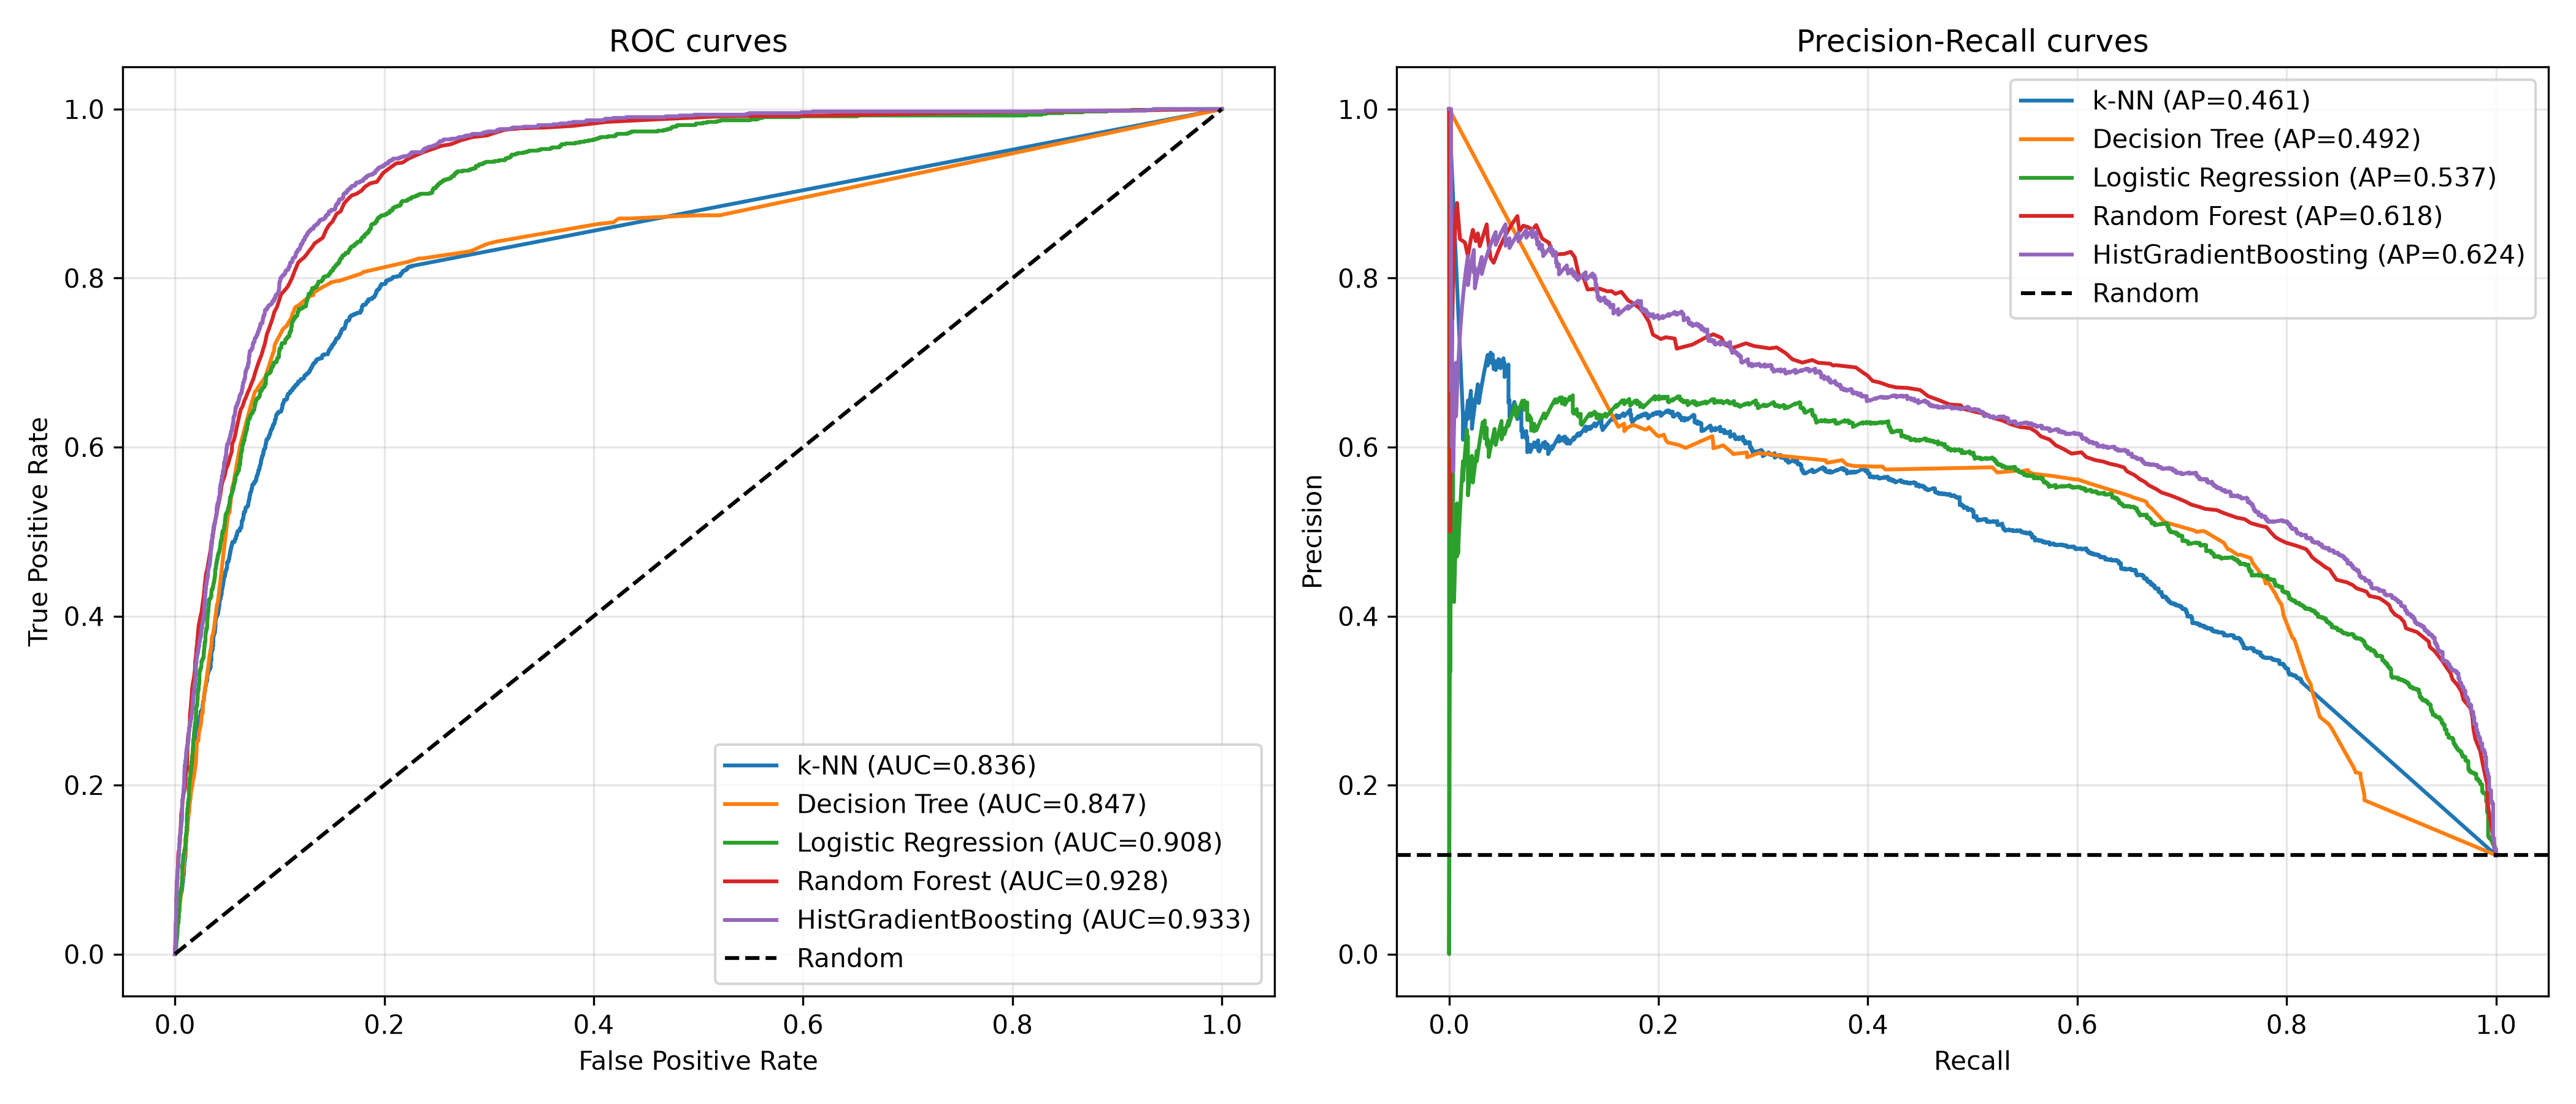 ROC curves
True Positive Rate
1.0
0.8
0.6
0.4
0.2
0.0
k-NN (AUC=0.836)
Decision Tree (AUC=0.847)
Logistic Regression (AUC=0.908)
Random Forest (AUC=0.928)
HistGradientBoosting (AUC=0.933)
Random
0.0 0.2 0.4 0.6 0.8 1.0
False Positive Rate
Precision-Recall curves
Precision
1.0
0.8
0.6
0.4
0.2
0.0
k-NN (AP=0.461)
Decision Tree (AP=0.492)
Logistic Regression (AP=0.537)
Random Forest (AP=0.618)
HistGradientBoosting (AP=0.624)
Random
0.0 0.2 0.4 0.6 0.8 1.0
Recall